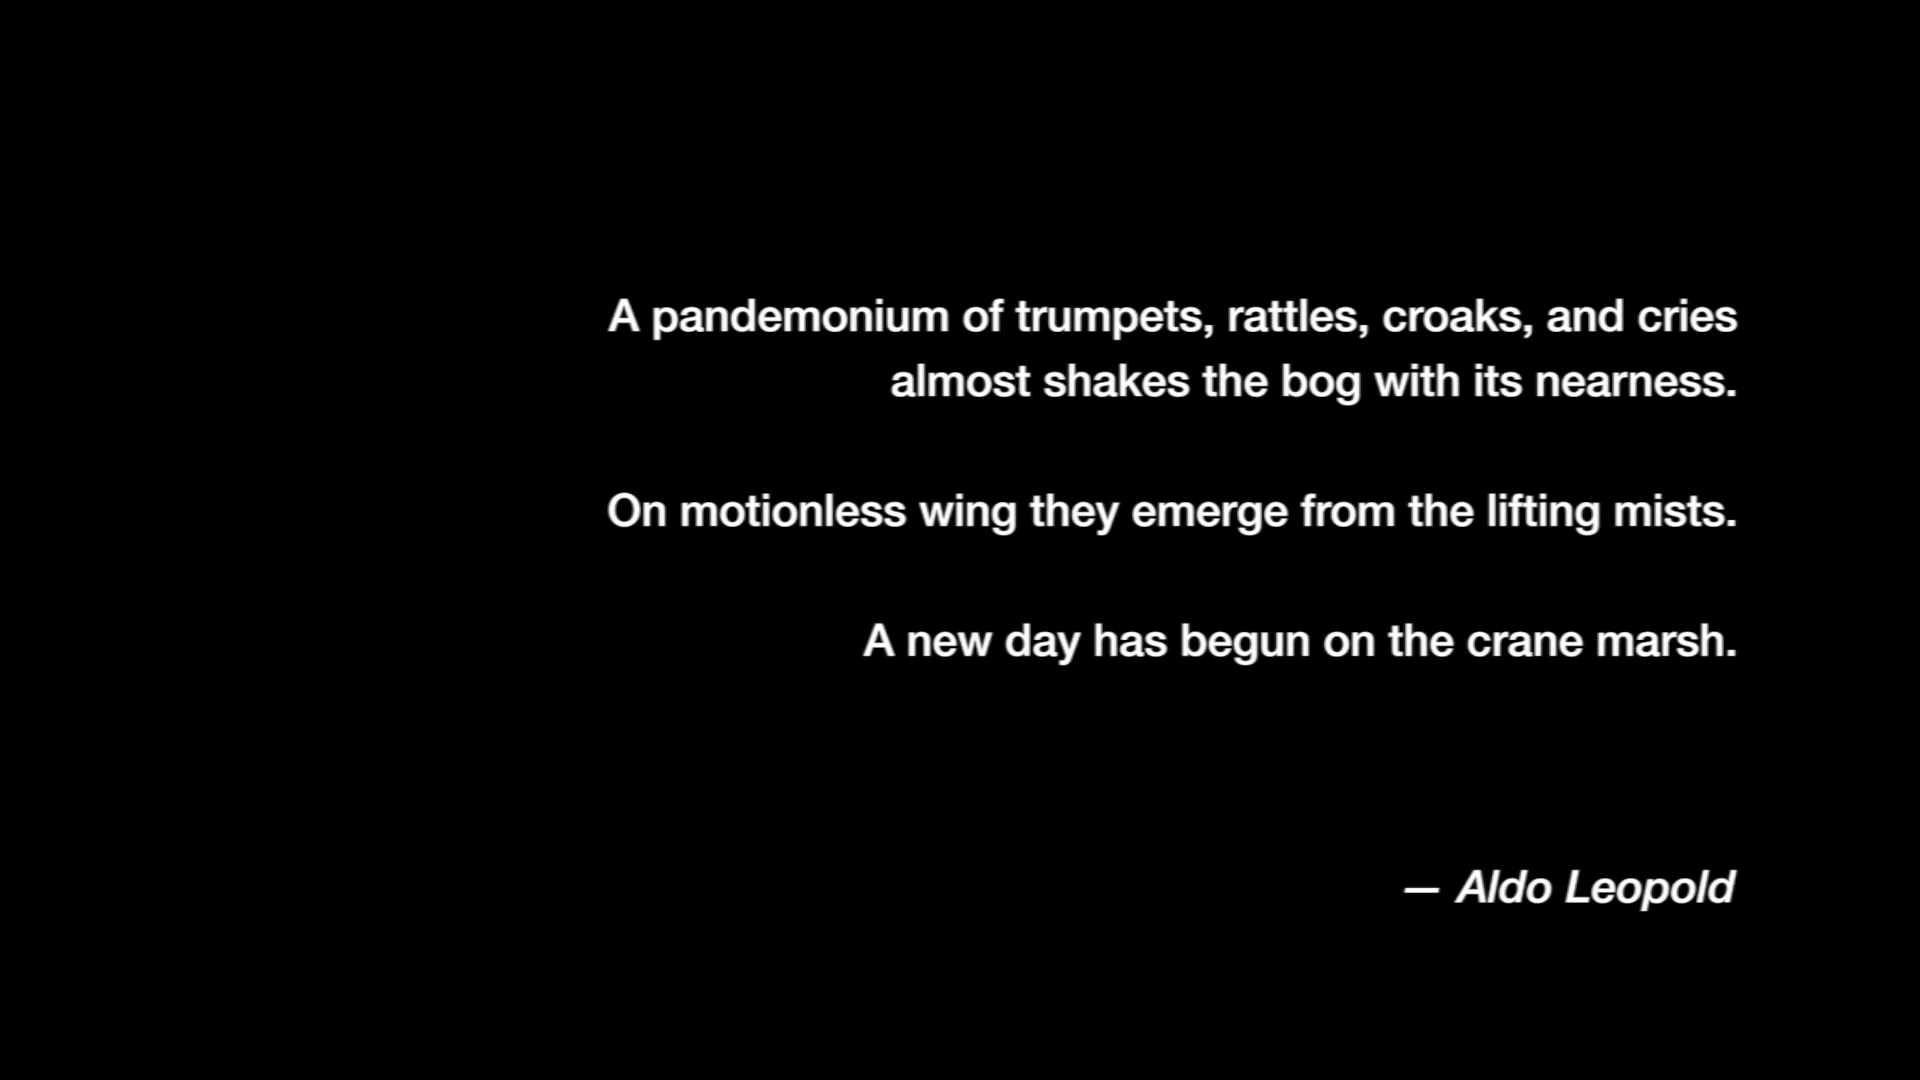 A pandemonium of trumpets, rattles, croaks, and cries
almost shakes the bog with its nearness.
On motionless wing they emerge from the lifting mists.
A new day has begun on the crane marsh.
— Aldo Leopold